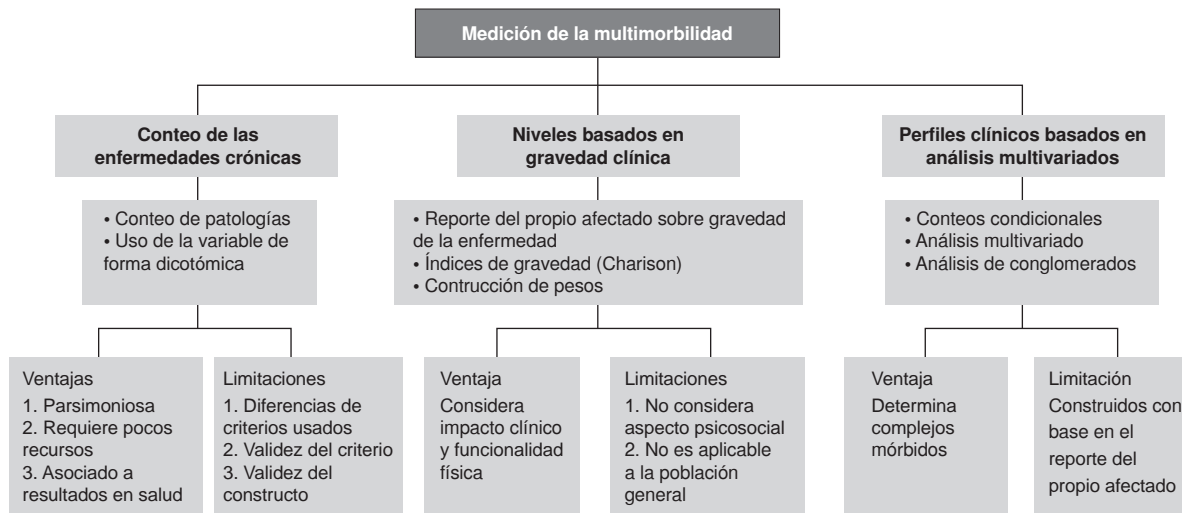 Medición de la multimorbilidad
Conteo de las
enfermedades crónicas
• Conteo de patologías
• Uso de la variable de
forma dicotómica
Ventajas
1. Parsimoniosa
2. Requiere pocos
recursos
3. Asociado a
resultados en salud
Limitaciones
1. Diferencias de
criterios usados
2. Validez del criterio
3. Validez del
constructo
Niveles basados en
gravedad clínica
• Reporte del propio afectado sobre gravedad
de la enfermedad
• Índices de gravedad (Charison)
• Contrucción de pesos
Ventaja
Considera
impacto clínico
y funcionalidad
física
Limitaciones
1. No considera
aspecto psicosocial
2. No es aplicable
a la población
general
Perfiles clínicos basados en
análisis multivariados
• Conteos condicionales
• Análisis multivariado
• Análisis de conglomerados
Ventaja
Determina
complejos
mórbidos
Limitación
Construidos con
base en el
reporte del
propio afectado